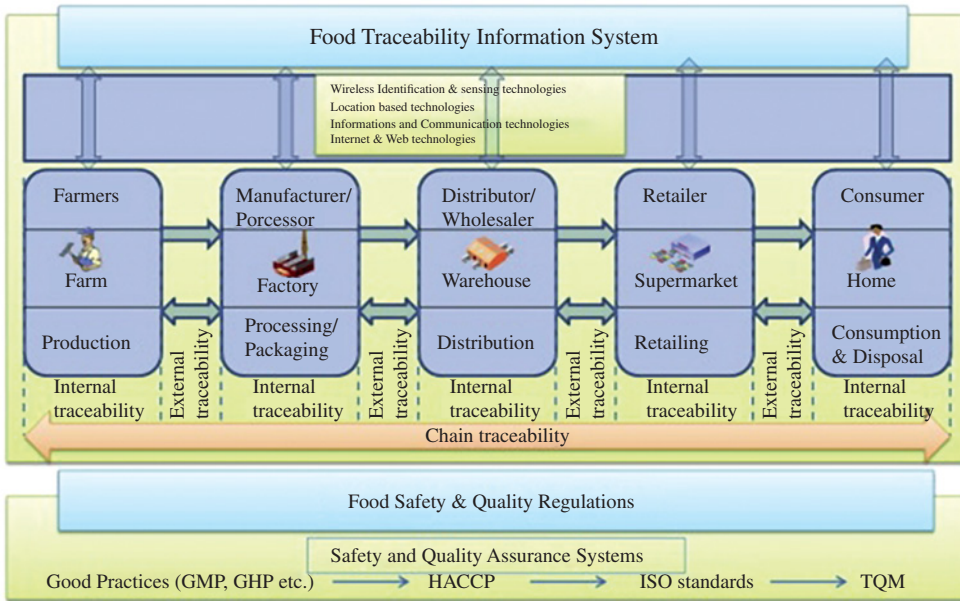 Food Traceability Information System
Wireless Identification & sensing technologies
Location based technologies
Informations and Communication technologies
Internet & Web technologies
Farmers
Farm
Production
Manufacturer/
Porcessor
Factory
Processing/
Packaging
Distributor/
Wholesaler
Warehouse
Distribution
Retailer
Supermarket
Retailing
Consumer
Home
Consumption
& Disposal
Internal
traceability
External
traceability
Internal
traceability
External
traceability
Internal
traceability
External
traceability
Internal
traceability
External
traceability
Internal
traceability
Chain traceability
Food Safety & Quality Regulations
Safety and Quality Assurance Systems
Good Practices (GMP, GHP etc.)
HACCP
ISO standards
TQM